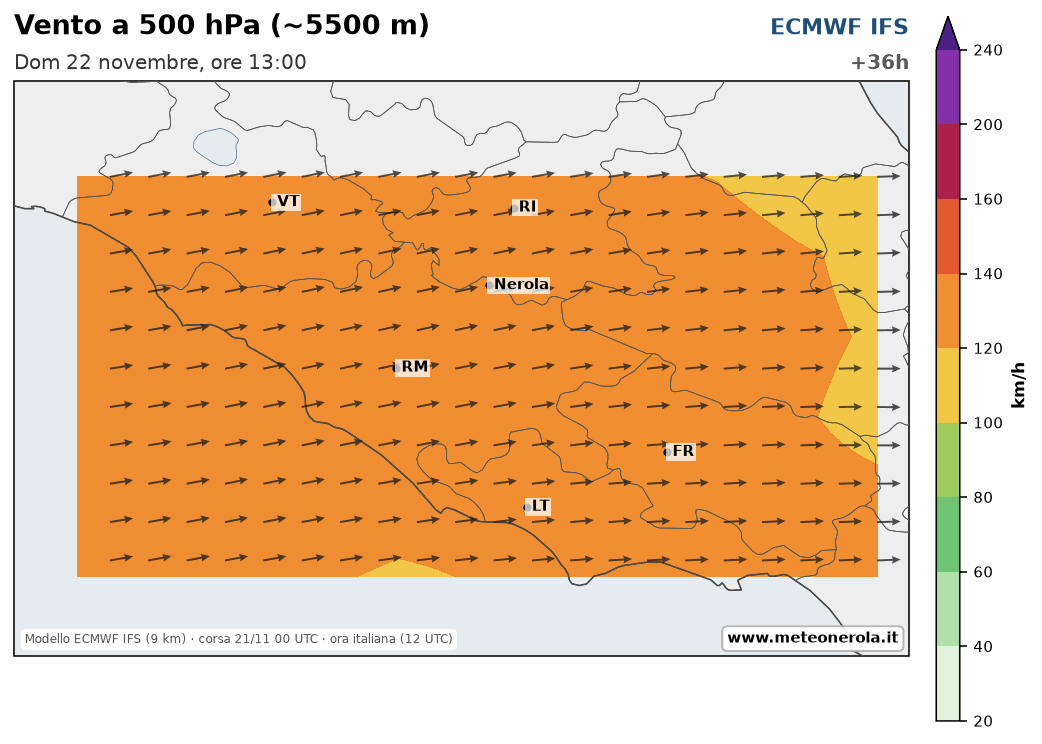 Vento a 500 hPa (~5500 m)
ECMWF IFS
Dom 22 novembre, ore 13:00
+36h
VT
RI
Nerola
RM
FR
LT
Modello ECMWF IFS (9 km) · corsa 21/11 00 UTC · ora italiana (12 UTC)
www.meteonerola.it
240
200
160
140
120
100
80
60
40
20
km/h